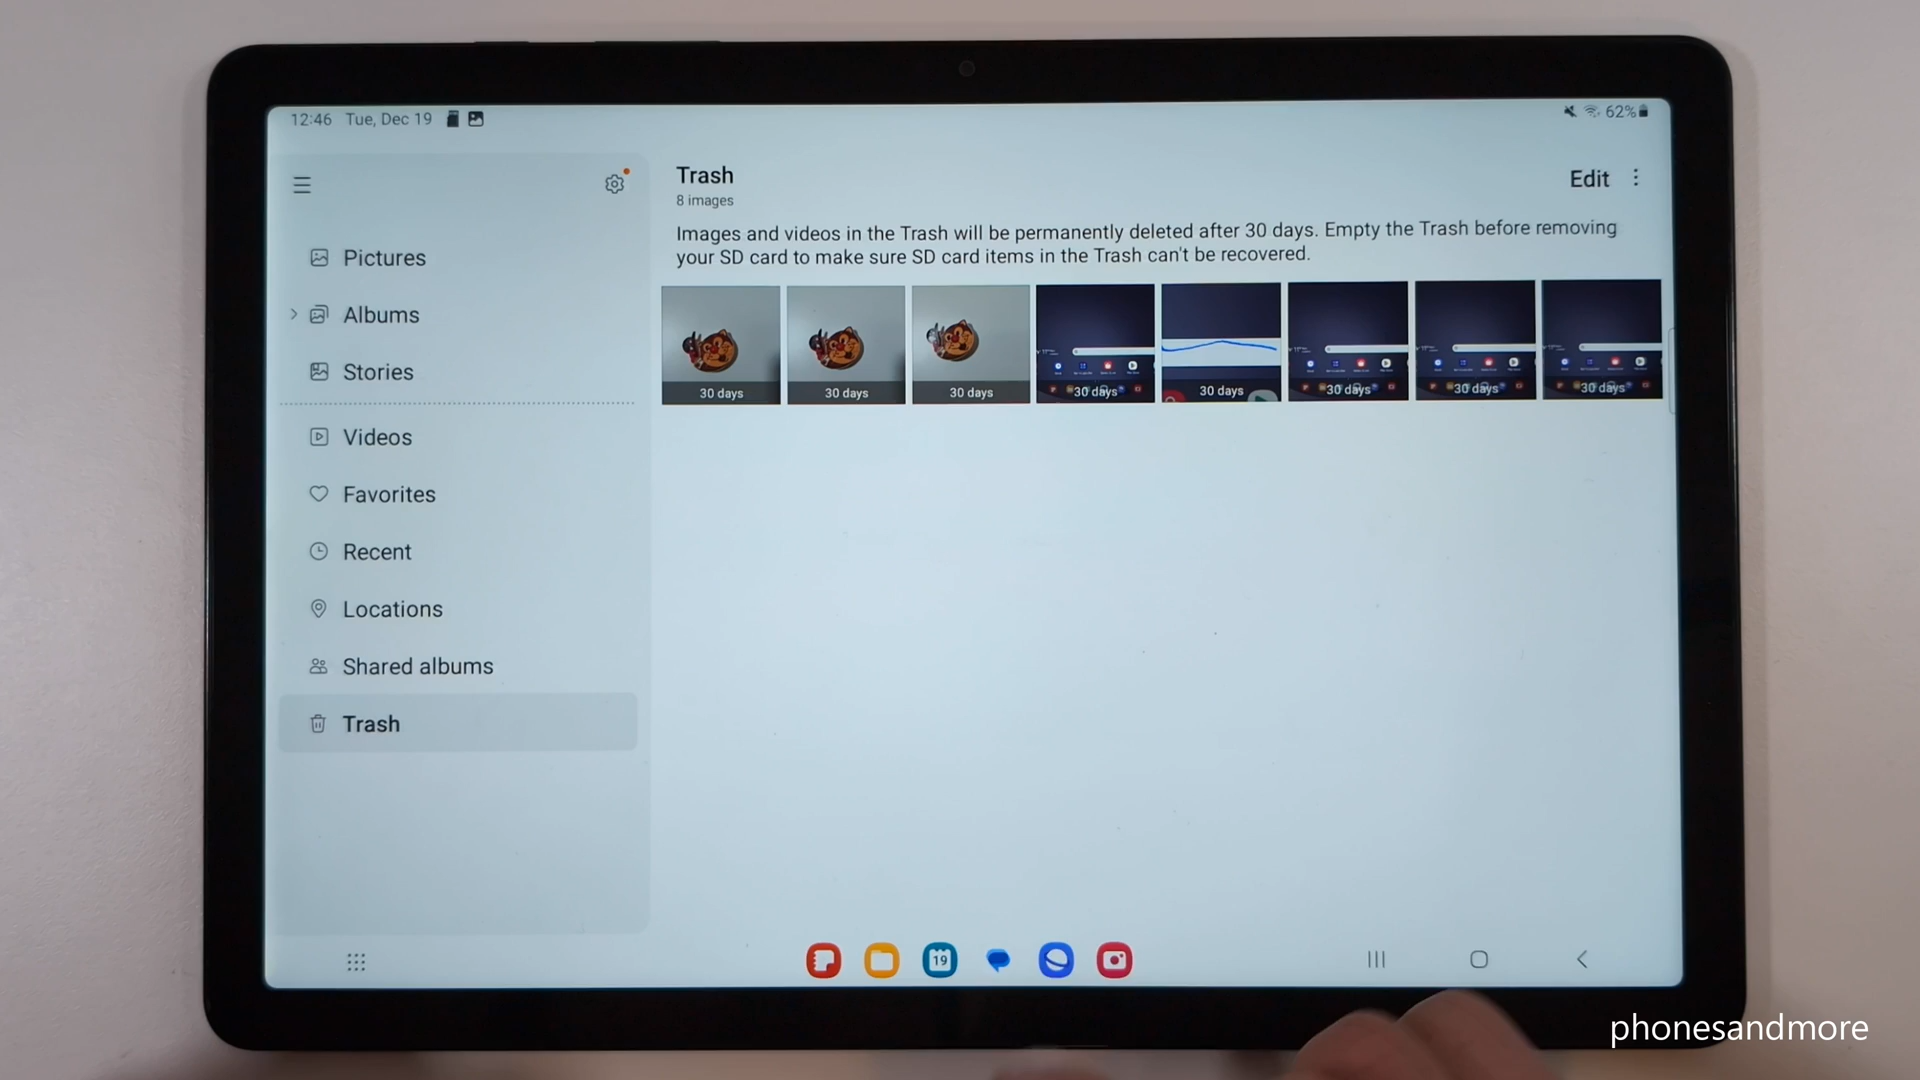 12:46 Tue, Dec 19
62%
Trash
Edit
8 images
Images and videos in the Trash will be permanently deleted after 30 days. Empty the Trash before removing
your SD card to make sure SD card items in the Trash can't be recovered.
Pictures
Albums
Stories
Videos
Favorites
Recent
Locations
Shared albums
Trash
30 days
30 days
30 days
30 days
30 days
30 days
30 days
30 days
19
phonesandmore